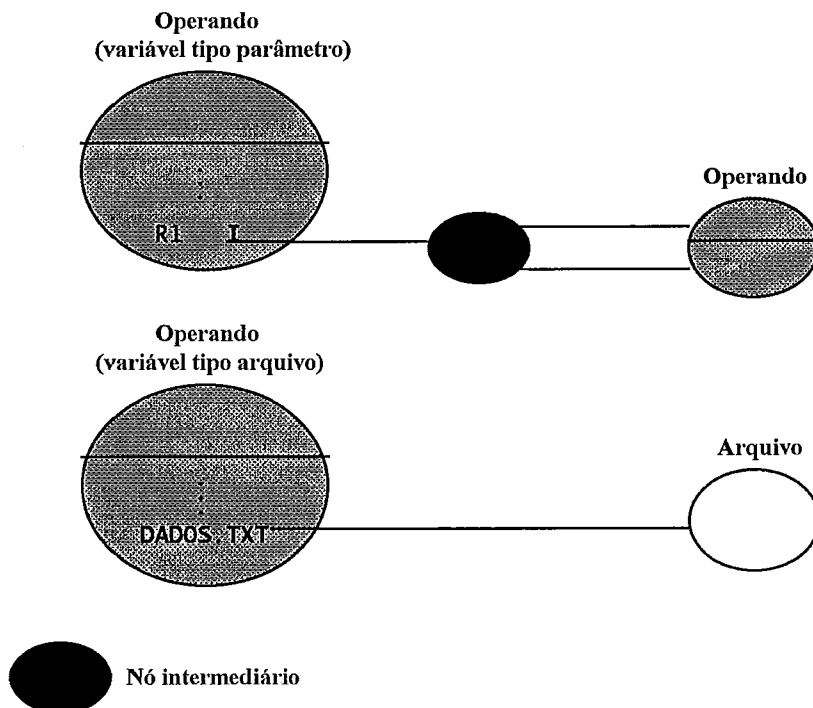 Operando
(variável tipo parâmetro)
Operando
R1 I
Operando
(variável tipo arquivo)
Arquivo
DADOS.TXT
Nó intermediário